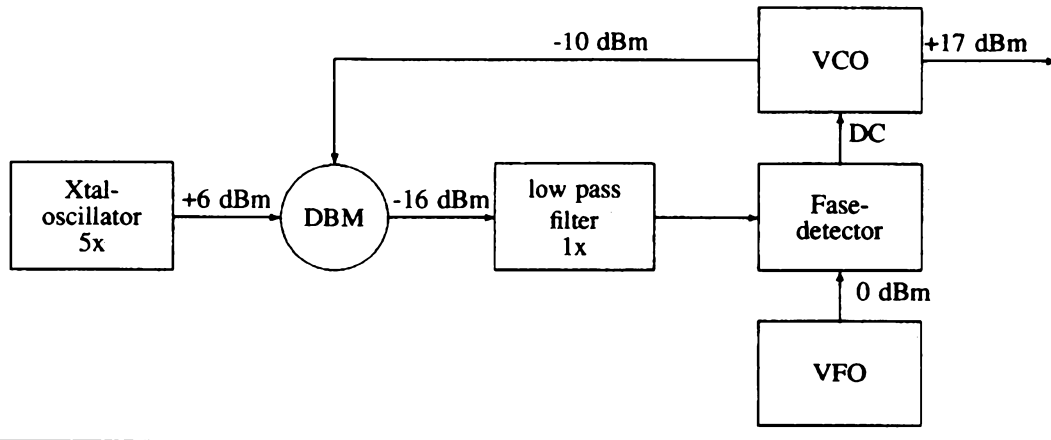 -10 dBm
VCO
+17 dBm
DC
Xtal-
oscillator
5x
+6 dBm
DBM
-16 dBm
low pass
filter
1x
Fase-
detector
0 dBm
VFO